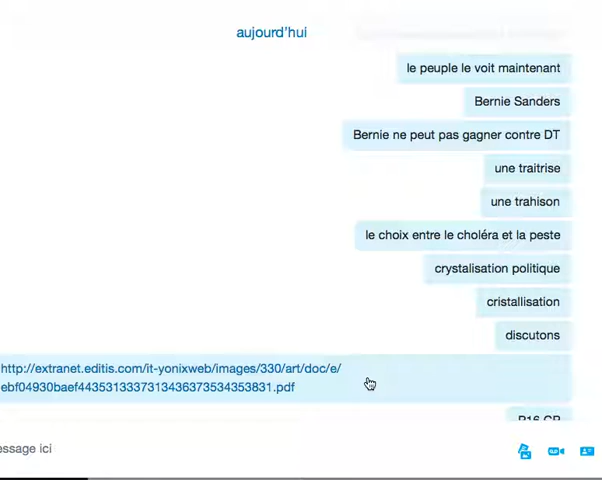 aujourd'hui
le peuple le voit maintenant
Bernie Sanders
Bernie ne peut pas gagner contre DT
une traitrise
une trahison
le choix entre le choléra et la peste
crystalisation politique
cristallisation
discutons
http://extranet.editis.com/it-yonixweb/images/330/art/doc/e/
ebf04930baef4435313337313436373534353831.pdf
P16 CP
essage ici